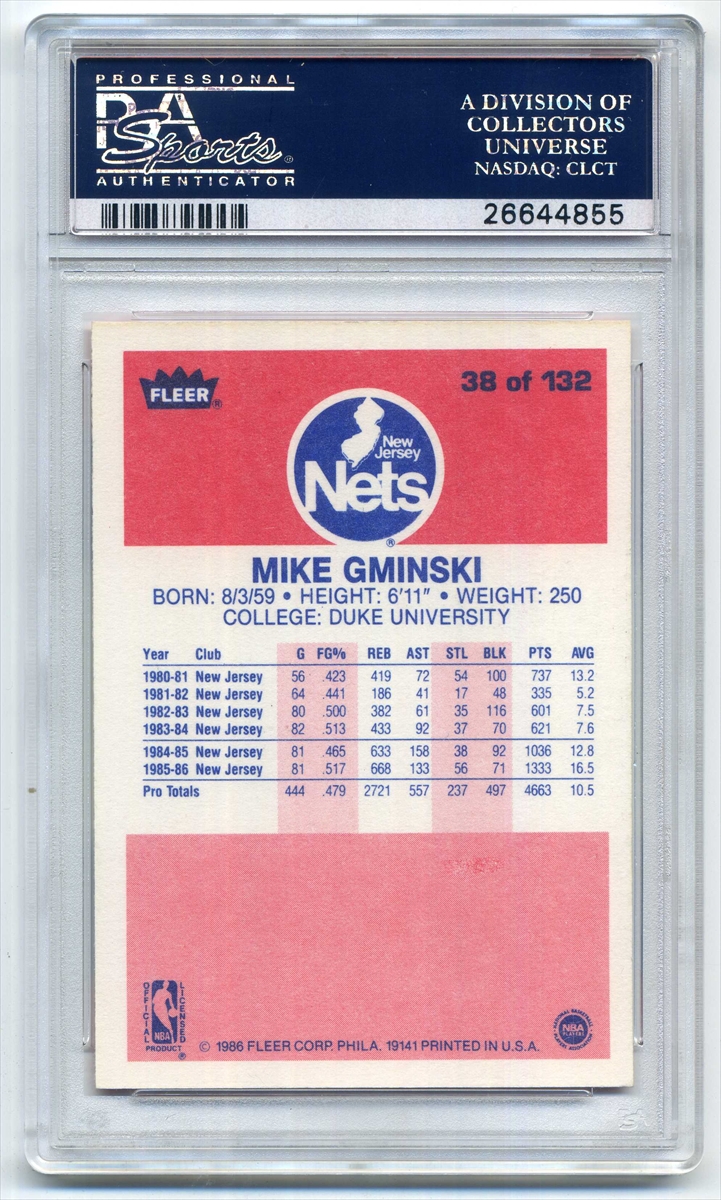 PROFESSIONAL
PSA
Sports®
AUTHENTICATOR
A DIVISION OF
COLLECTORS
UNIVERSE
NASDAQ: CLCT
26644855
FLEER®
38 of 132
New
Jersey
Nets®
MIKE GMINSKI
BORN: 8/3/59 • HEIGHT: 6'11" • WEIGHT: 250
COLLEGE: DUKE UNIVERSITY
Year Club G FG% REB AST STL BLK PTS AVG
1980-81 New Jersey 56 .423 419 72 54 100 737 13.2
1981-82 New Jersey 64 .441 186 41 17 48 335 5.2
1982-83 New Jersey 80 .500 382 61 35 116 601 7.5
1983-84 New Jersey 82 .513 433 92 37 70 621 7.6
1984-85 New Jersey 81 .465 633 158 38 92 1036 12.8
1985-86 New Jersey 81 .517 668 133 56 71 1333 16.5
Pro Totals 444 .479 2721 557 237 497 4663 10.5
OFFICIAL LICENSED
NBA
PRODUCT®
© 1986 FLEER CORP. PHILA. 19141 PRINTED IN U.S.A.
NATIONAL BASKETBALL
NBA
PLAYERS
PLAYERS ASSOCIATION